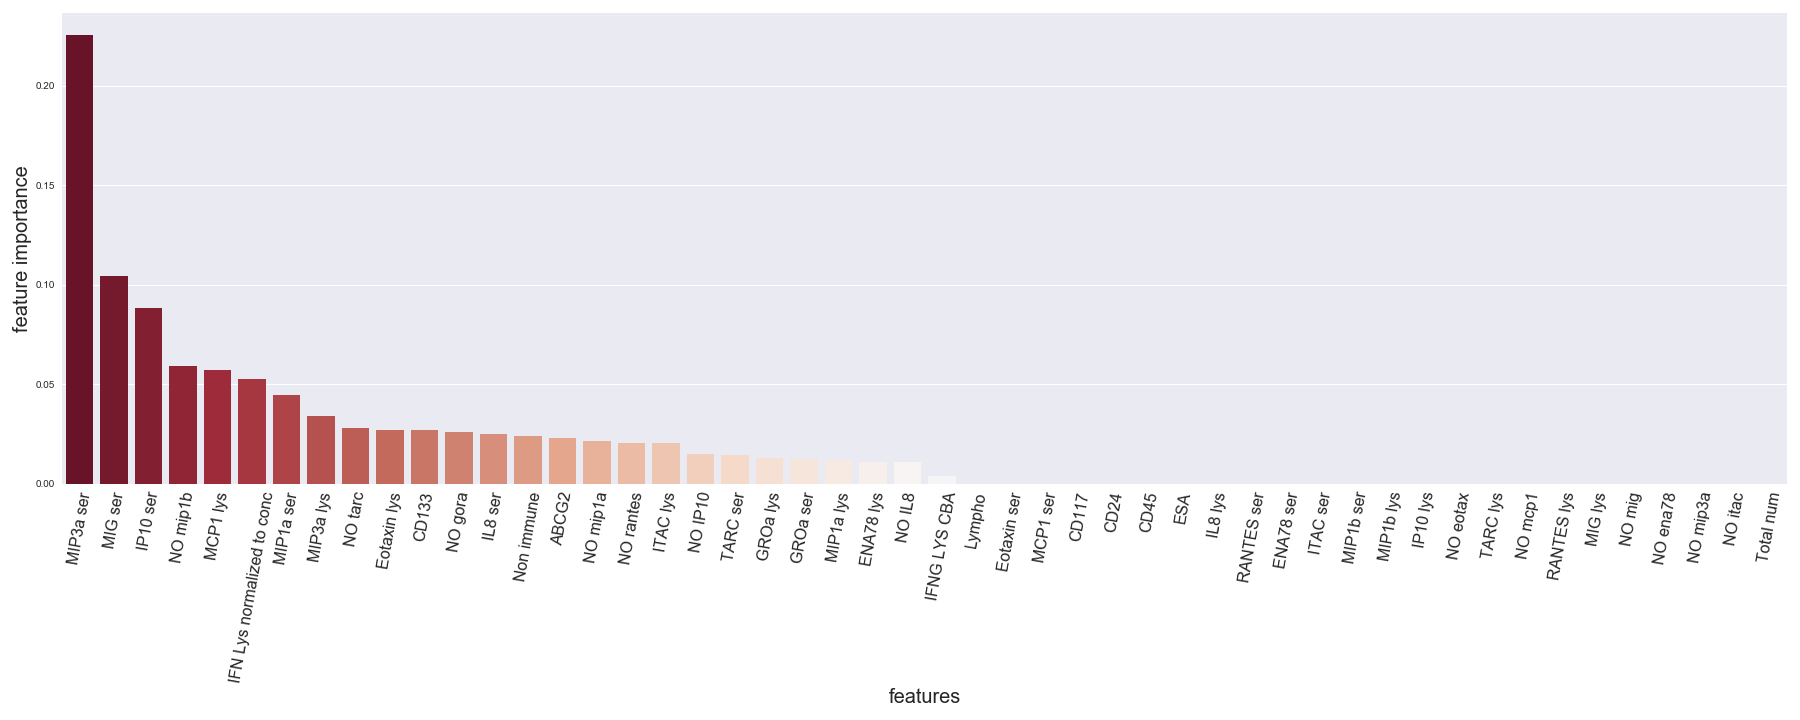 feature importance
0.20
0.15
0.10
0.05
0.00
MIP3a ser
MIG ser
IP10 ser
NO mip1b
MCP1 lys
IFN Lys normalized to conc
MIP1a ser
MIP3a lys
NO tarc
Eotaxin lys
CD133
NO gora
IL8 ser
Non immune
ABCG2
NO mip1a
NO rantes
ITAC lys
NO IP10
TARC ser
GROa lys
GROa ser
MIP1a lys
ENA78 lys
NO IL8
IFNG LYS CBA
Lympho
Eotaxin ser
MCP1 ser
CD117
CD24
CD45
ESA
IL8 lys
RANTES ser
ENA78 ser
ITAC ser
MIP1b ser
MIP1b lys
IP10 lys
NO eotax
TARC lys
NO mcp1
RANTES lys
MIG lys
NO mig
NO ena78
NO mip3a
NO itac
Total num
features